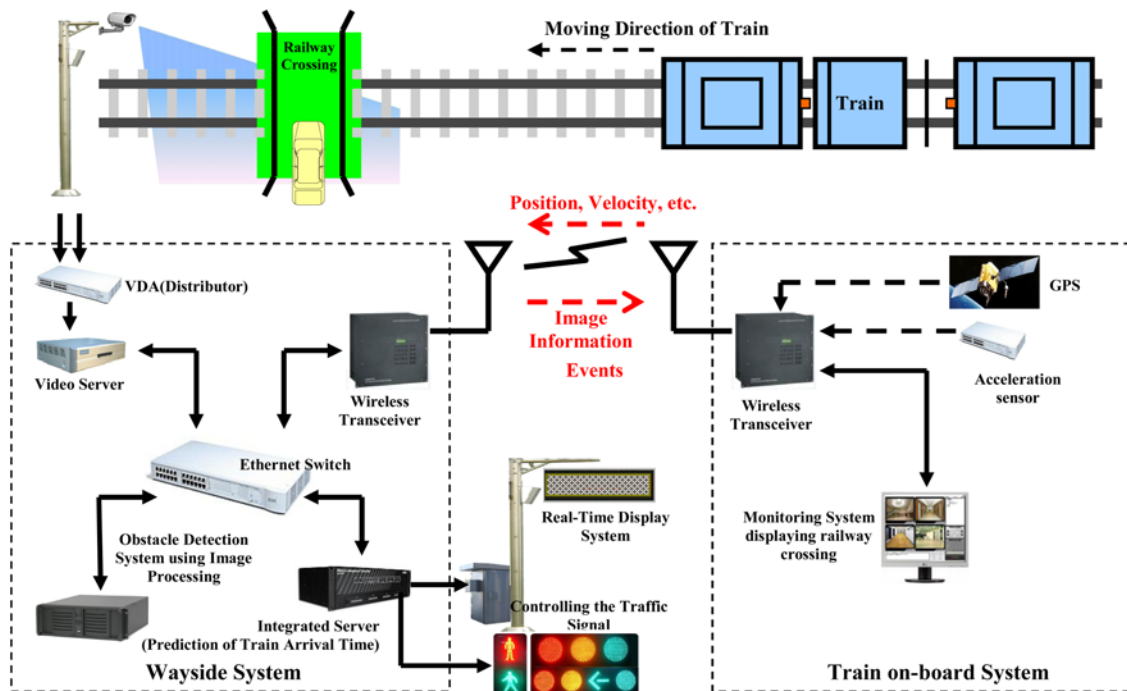 Moving Direction of Train
Railway
Crossing
Train
Position, Velocity, etc.
Image
Information
Events
VDA(Distributor)
Video Server
Wireless
Transceiver
Ethernet Switch
Obstacle Detection
System using Image
Processing
Integrated Server
(Prediction of Train Arrival Time)
Wayside System
Real-Time Display
System
Controlling the Traffic
Signal
GPS
Acceleration
sensor
Wireless
Transceiver
Monitoring System
displaying railway
crossing
Train on-board System